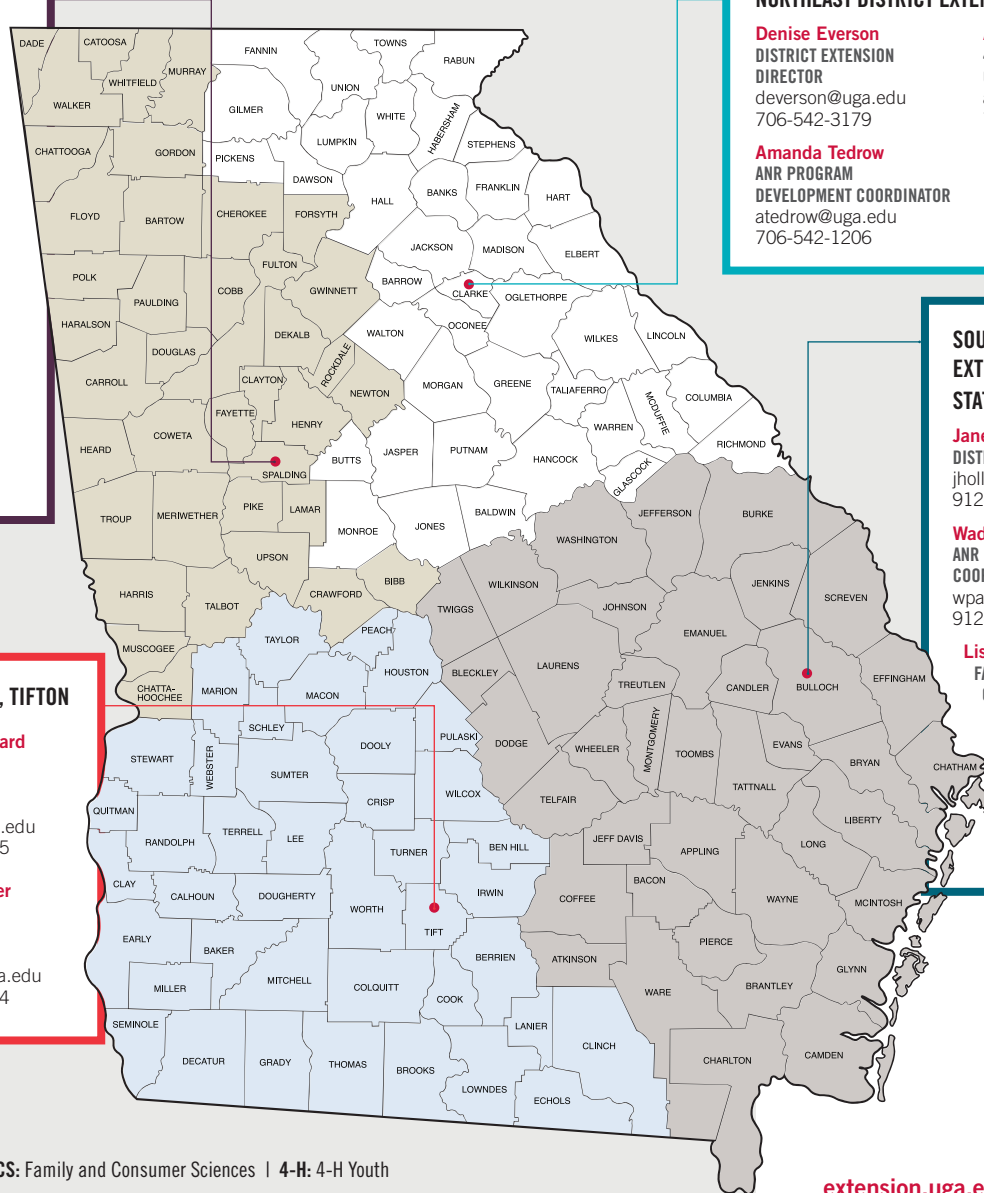 NORTHEAST DISTRICT
Denise Everson
DISTRICT EXTENSION
DIRECTOR
deverson@uga.edu
706-542-3179
Amanda Tedrow
ANR PROGRAM
DEVELOPMENT COORDINATOR
atedrow@uga.edu
706-542-1206
DADE
CATOOSA
WHITFIELD
MURRAY
WALKER
FANNIN
TOWNS
RABUN
UNION
GILMER
WHITE
HABERSHAM
LUMPKIN
STEPHENS
CHATTOOGA
GORDON
PICKENS
DAWSON
HALL
BANKS
FRANKLIN
HART
FLOYD
BARTOW
CHEROKEE
FORSYTH
JACKSON
MADISON
ELBERT
POLK
PAULDING
COBB
FULTON
GWINNETT
BARROW
CLARKE
OGLETHORPE
OCONEE
HARALSON
DOUGLAS
DEKALB
ROCKDALE
WALTON
WILKES
LINCOLN
CARROLL
CLAYTON
NEWTON
MORGAN
GREENE
TALIAFERRO
MCDUFFIE
COLUMBIA
FAYETTE
HENRY
COWETA
HEARD
SPALDING
BUTTS
JASPER
PUTNAM
HANCOCK
WARREN
GLASCOCK
RICHMOND
TROUP
MERIWETHER
PIKE
LAMAR
MONROE
JONES
BALDWIN
JEFFERSON
BURKE
WASHINGTON
UPSON
HARRIS
TALBOT
CRAWFORD
BIBB
TWIGGS
WILKINSON
JOHNSON
JENKINS
SCREVEN
EMANUEL
MUSCOGEE
CHATTA-
HOOCHEE
TAYLOR
PEACH
HOUSTON
BLECKLEY
LAURENS
TREUTLEN
CANDLER
BULLOCH
EFFINGHAM
MARION
MACON
SCHLEY
DOOLY
PULASKI
DODGE
WHEELER
MONTGOMERY
TOOMBS
EVANS
BRYAN
CHATHAM
STEWART
WEBSTER
SUMTER
CRISP
WILCOX
TELFAIR
TATTNALL
LIBERTY
QUITMAN
RANDOLPH
TERRELL
LEE
TURNER
BEN HILL
JEFF DAVIS
APPLING
LONG
CLAY
CALHOUN
DOUGHERTY
WORTH
TIFT
IRWIN
COFFEE
BACON
WAYNE
MCINTOSH
EARLY
BAKER
MITCHELL
COLQUITT
COOK
BERRIEN
ATKINSON
PIERCE
GLYNN
MILLER
LANIER
WARE
BRANTLEY
SEMINOLE
DECATUR
GRADY
THOMAS
BROOKS
LOWNDES
CLINCH
ECHOLS
CHARLTON
CAMDEN
, TIFTON
ard
.edu
5
er
a.edu
4
SOU
EXT
STAT
Jane
DISTR
jholl
912
Wad
ANR
COO
wpa
912
Lis
FA
CS: Family and Consumer Sciences | 4-H: 4-H Youth
extension.uga.e